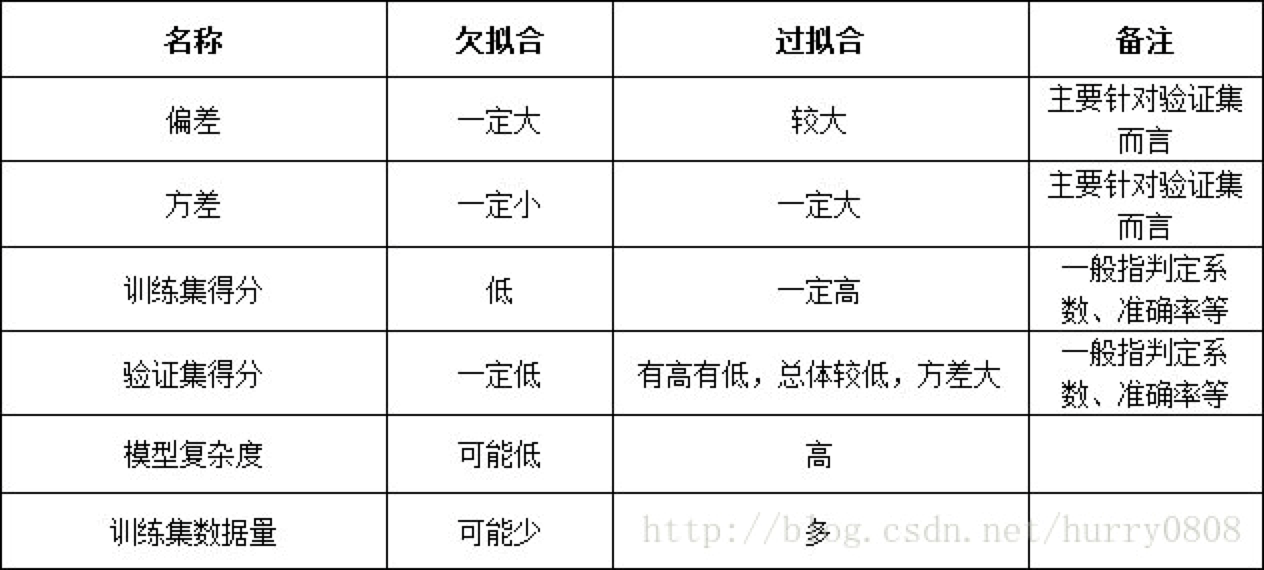 名称 欠拟合 过拟合 备注
偏差 一定大 较大 主要针对验证集
而言
方差 一定小 一定大 主要针对验证集
而言
训练集得分 低 一定高 一般指判定系
数、准确率等
验证集得分 一定低 有高有低，总体较低，方差大 一般指判定系
数、准确率等
模型复杂度 可能低 高
训练集数据量 可能少 多
http://blog.csdn.net/hurry0808